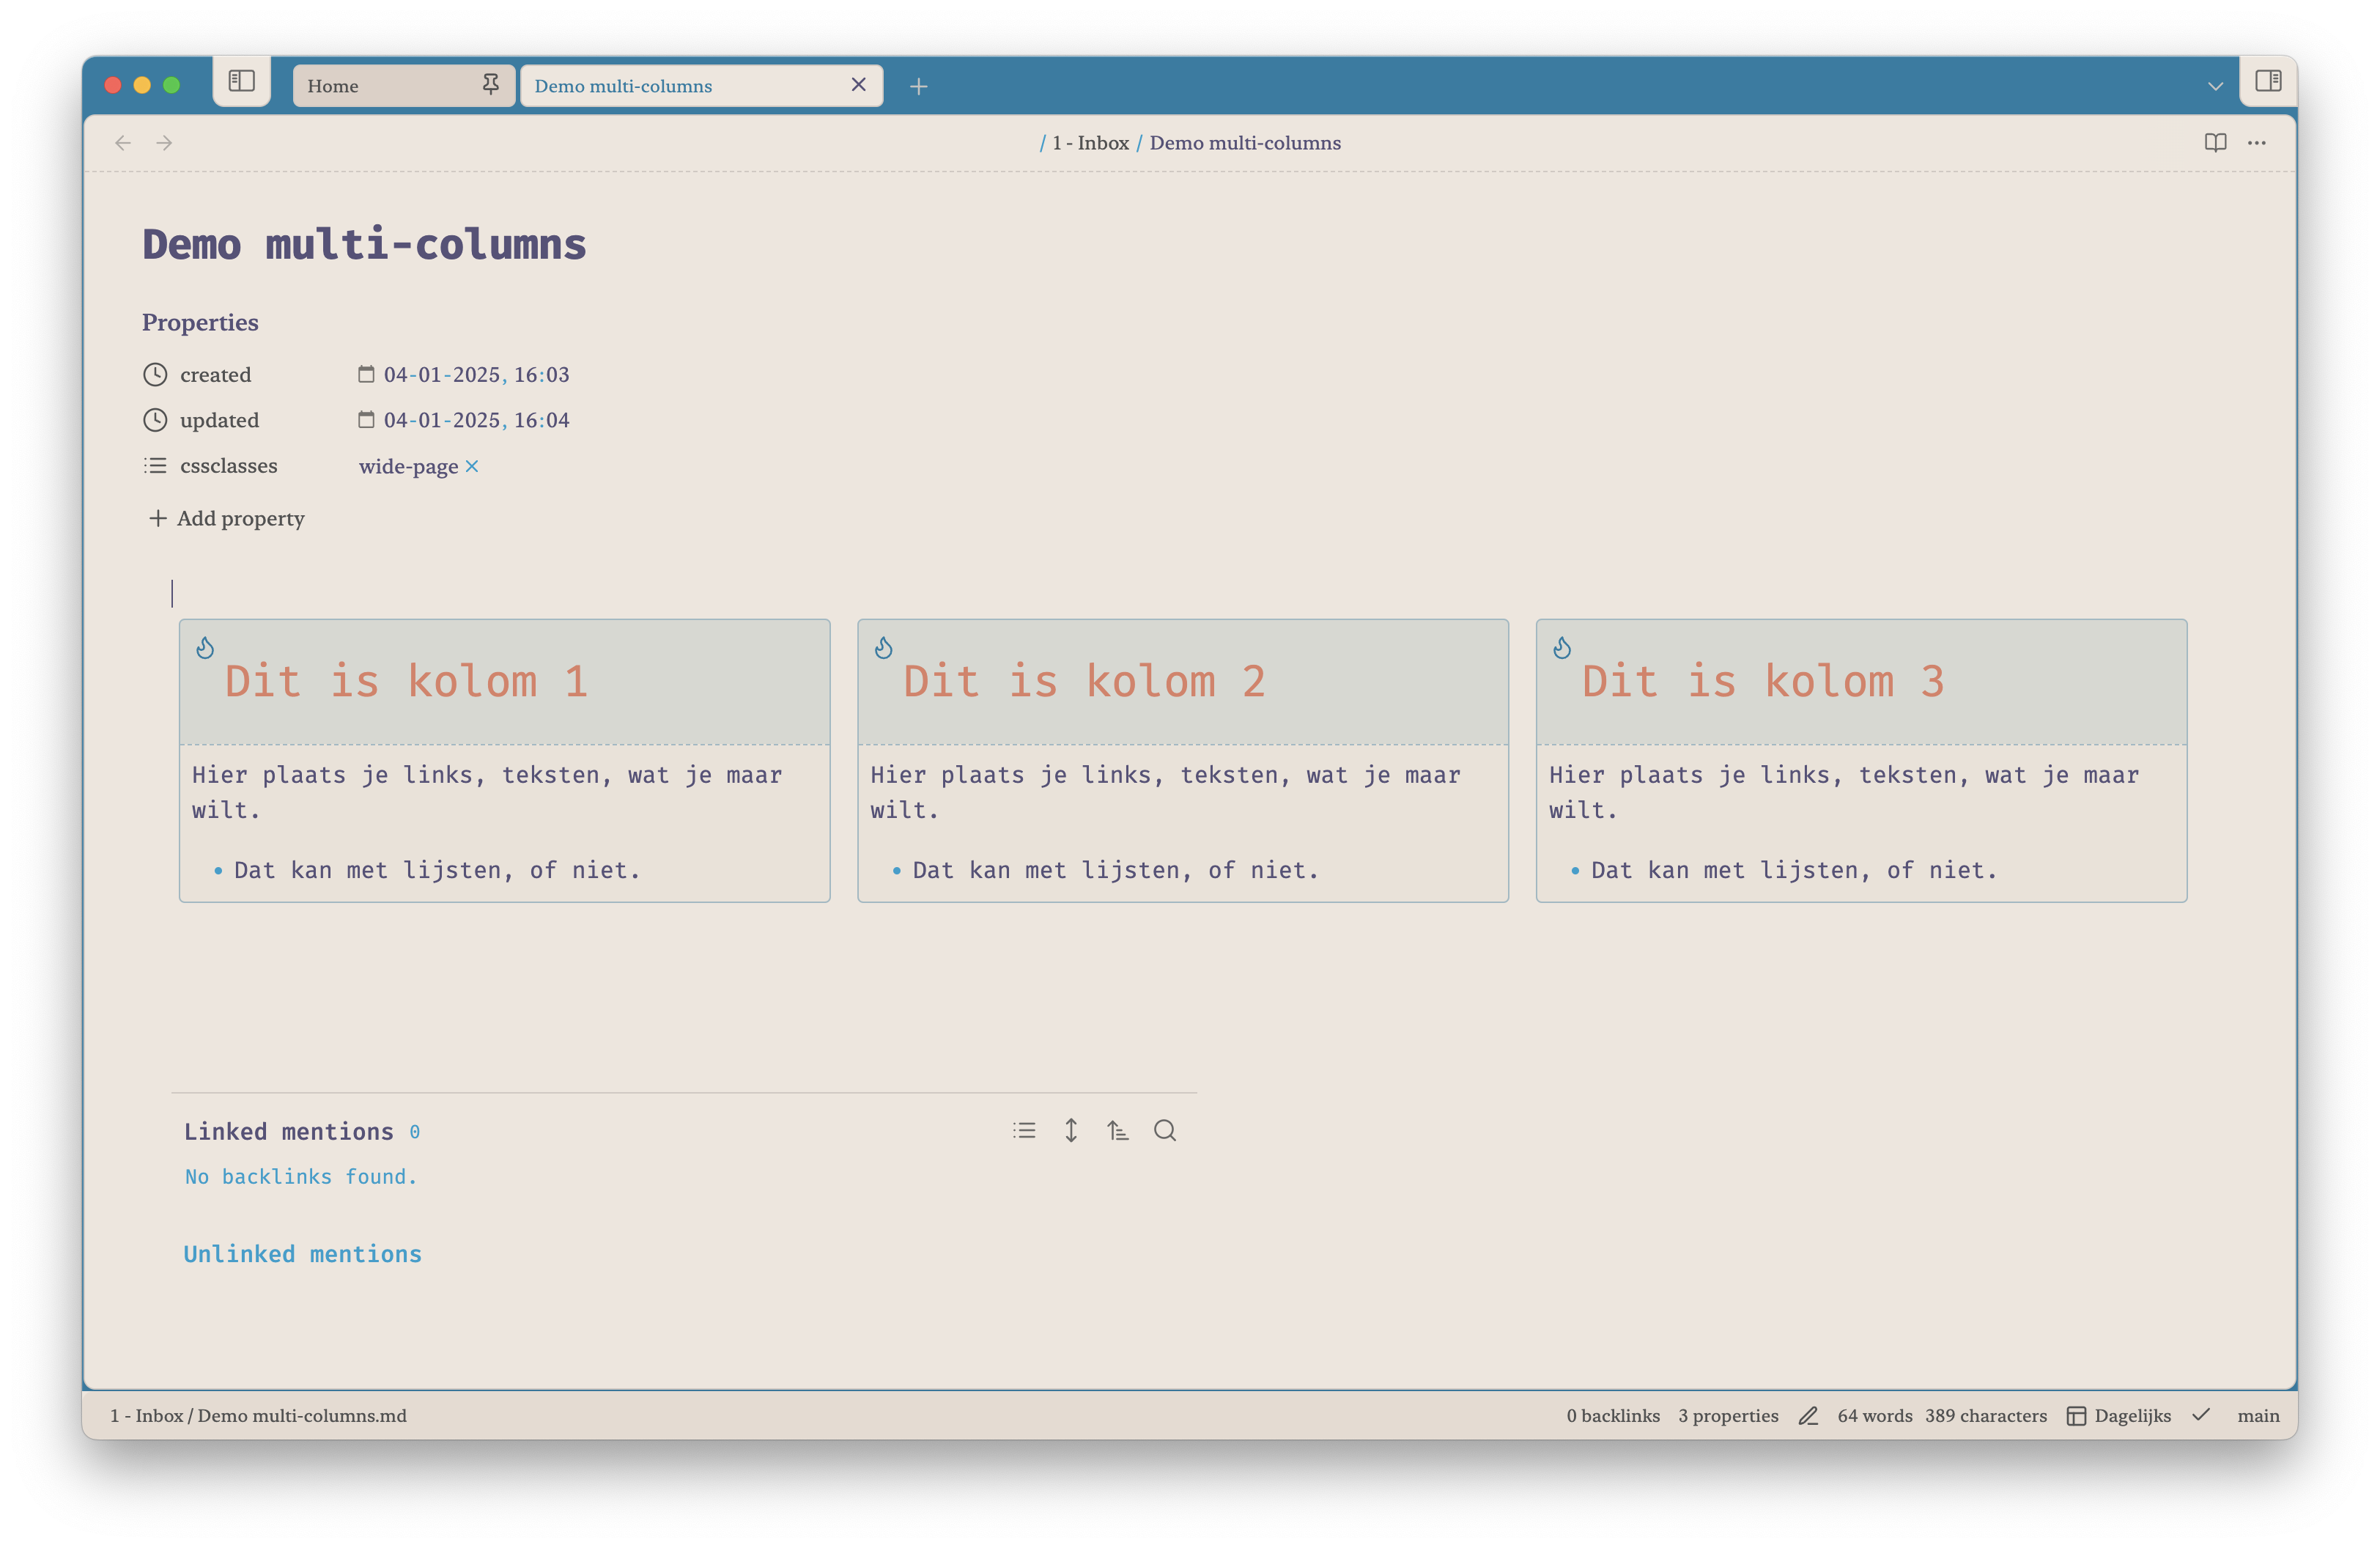 Home
Demo multi-columns
/ 1 - Inbox / Demo multi-columns
Demo multi-columns
Properties
created 04-01-2025, 16:03
updated 04-01-2025, 16:04
cssclasses wide-page
Add property
Dit is kolom 1
Hier plaats je links, teksten, wat je maar
wilt.
• Dat kan met lijsten, of niet.
Dit is kolom 2
Hier plaats je links, teksten, wat je maar
wilt.
• Dat kan met lijsten, of niet.
Dit is kolom 3
Hier plaats je links, teksten, wat je maar
wilt.
• Dat kan met lijsten, of niet.
Linked mentions 0
No backlinks found.
Unlinked mentions
1 - Inbox / Demo multi-columns.md
0 backlinks 3 properties 64 words 389 characters Dagelijks main